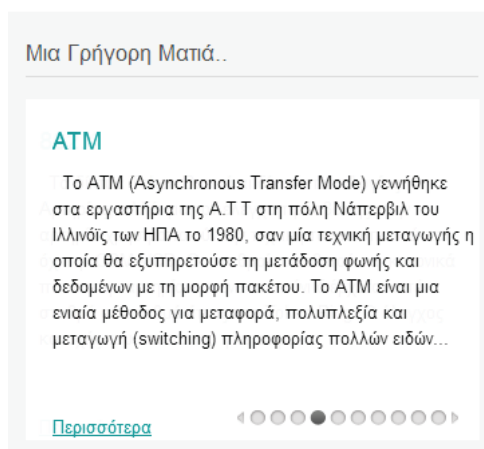 Μια Γρήγορη Ματιά..
ATM
Το ATM (Asynchronous Transfer Mode) γεννήθηκε
στα εργαστήρια της A.T T στη πόλη Νάπερβιλ του
Ιλλινόϊς των ΗΠΑ το 1980, σαν μία τεχνική μεταγωγής η
οποία θα εξυπηρετούσε τη μετάδοση φωνής και
δεδομένων με τη μορφή πακέτου. Το ATM είναι μια
ενιαία μέθοδος για μεταφορά, πολυπλεξία και
μεταγωγή (switching) πληροφορίας πολλών ειδών...
Περισσότερα